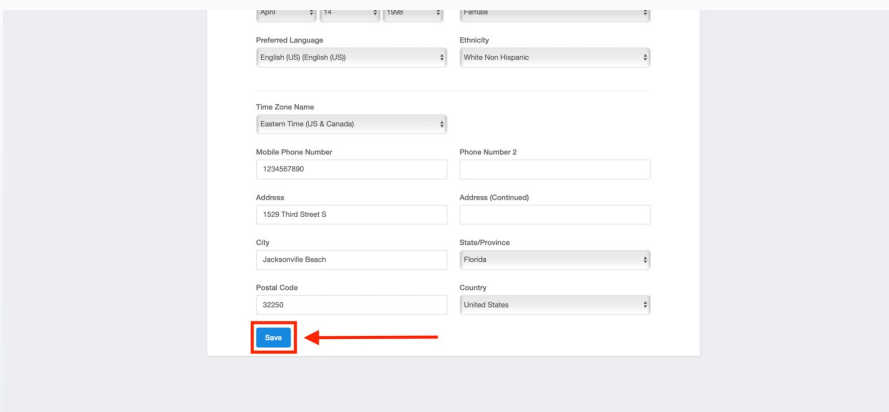 April 14 1998 Female
Preferred Language Ethnicity
English (US) (English (US)) White Non Hispanic
Time Zone Name
Eastern Time (US & Canada)
Mobile Phone Number Phone Number 2
1234567890
Address Address (Continued)
1529 Third Street S
City State/Province
Jacksonville Beach Florida
Postal Code Country
32250 United States
Save